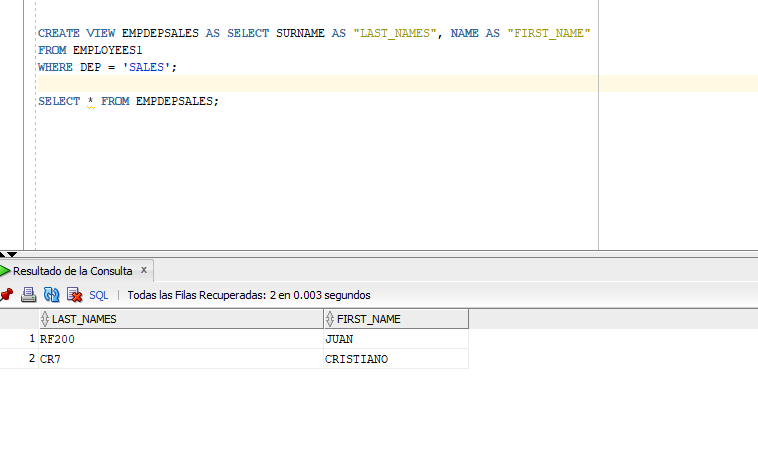 CREATE VIEW EMPDEPSALES AS SELECT SURNAME AS "LAST_NAMES", NAME AS "FIRST_NAME"
FROM EMPLOYEES1
WHERE DEP = 'SALES';
SELECT * FROM EMPDEPSALES;
Resultado de la Consulta x
SQL | Todas las Filas Recuperadas: 2 en 0.003 segundos
LAST_NAMES FIRST_NAME
1 RF200 JUAN
2 CR7 CRISTIANO